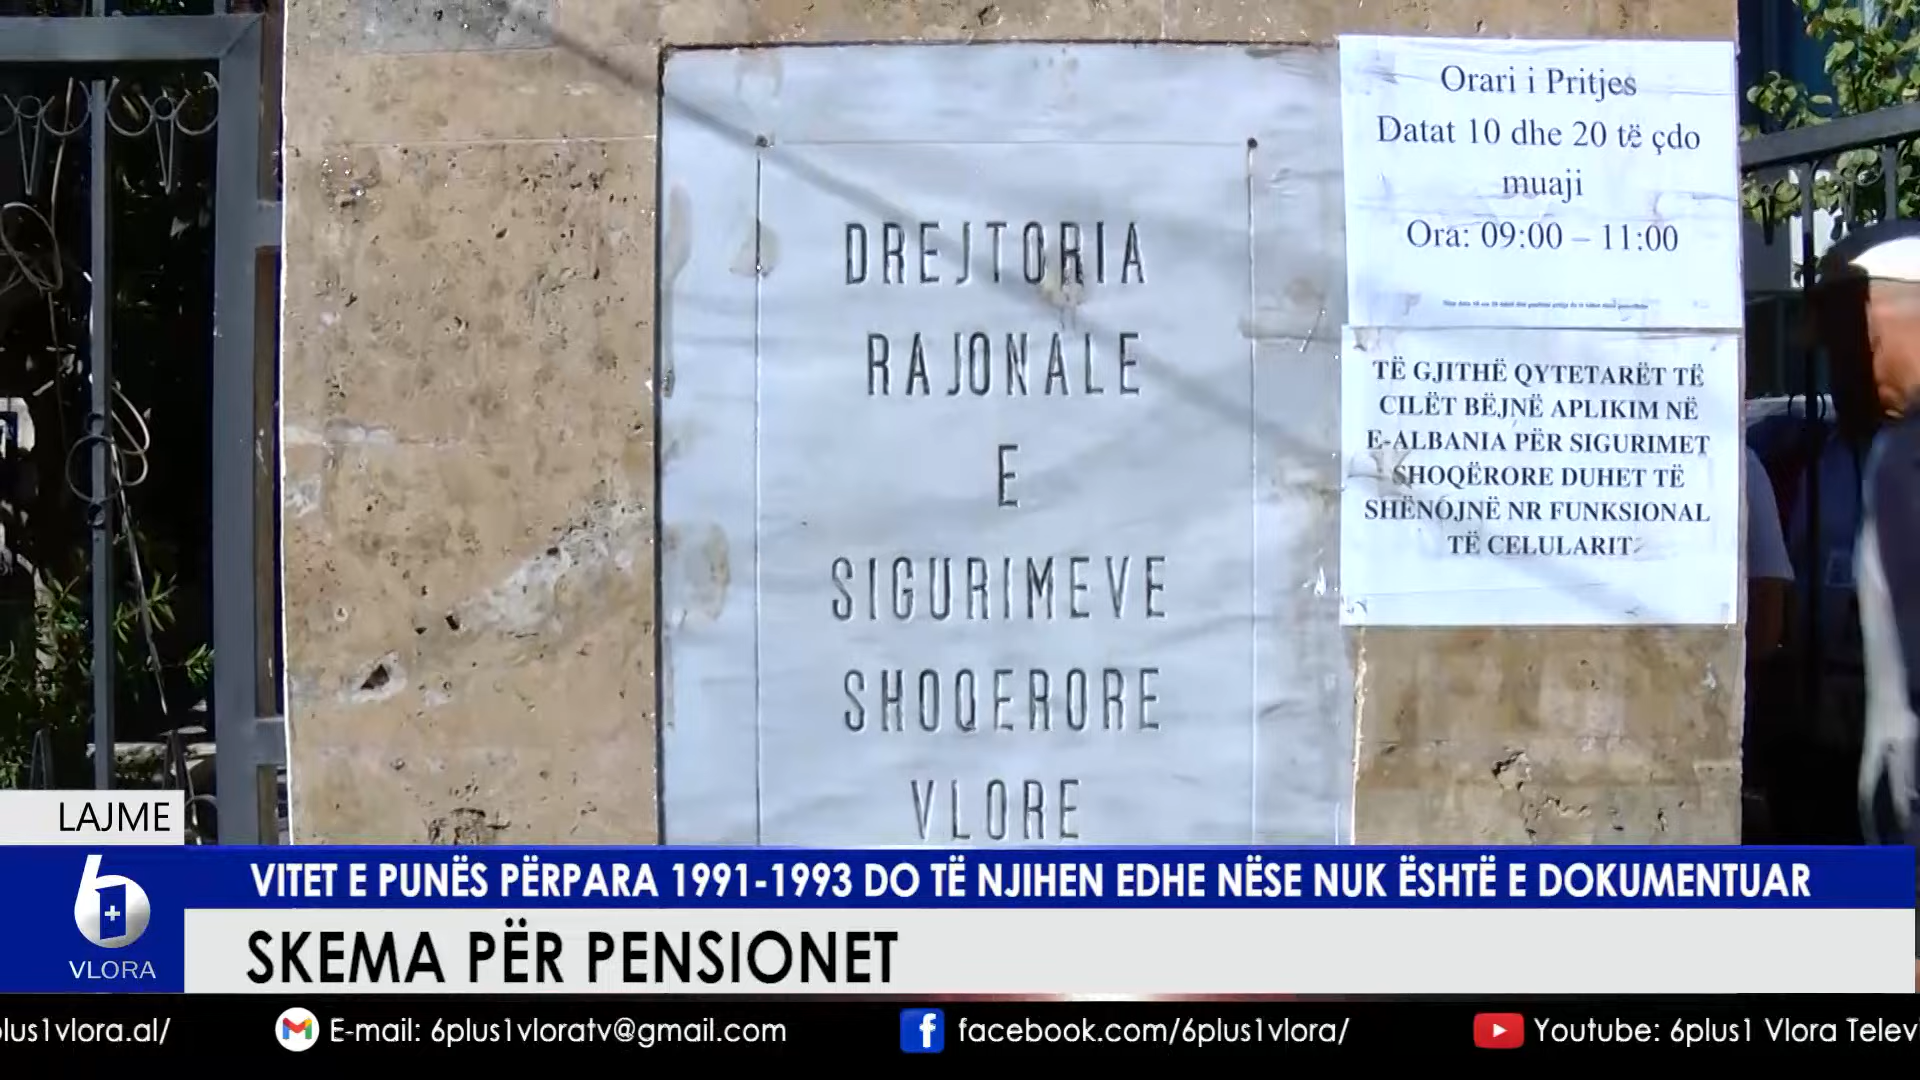 DREJTORIA
RAJONALE
E
SIGURIMEVE
SHOQERORE
VLORE
Orari i Pritjes
Datat 10 dhe 20 të çdo
muaji
Ora: 09:00 – 11:00
TË GJITHË QYTETARËT TË
CILËT BËJNË APLIKIM NË
E-ALBANIA PËR SIGURIMET
SHOQËRORE DUHET TË
SHËNOJNË NR FUNKSIONAL
TË CELULARIT
LAJME
6
+
VLORA
VITET E PUNËS PËRPARA 1991-1993 DO TË NJIHEN EDHE NËSE NUK ËSHTË E DOKUMENTUAR
SKEMA PËR PENSIONET
plus1vlora.al/ E-mail: 6plus1vloratv@gmail.com facebook.com/6plus1vlora/ Youtube: 6plus1 Vlora Telev